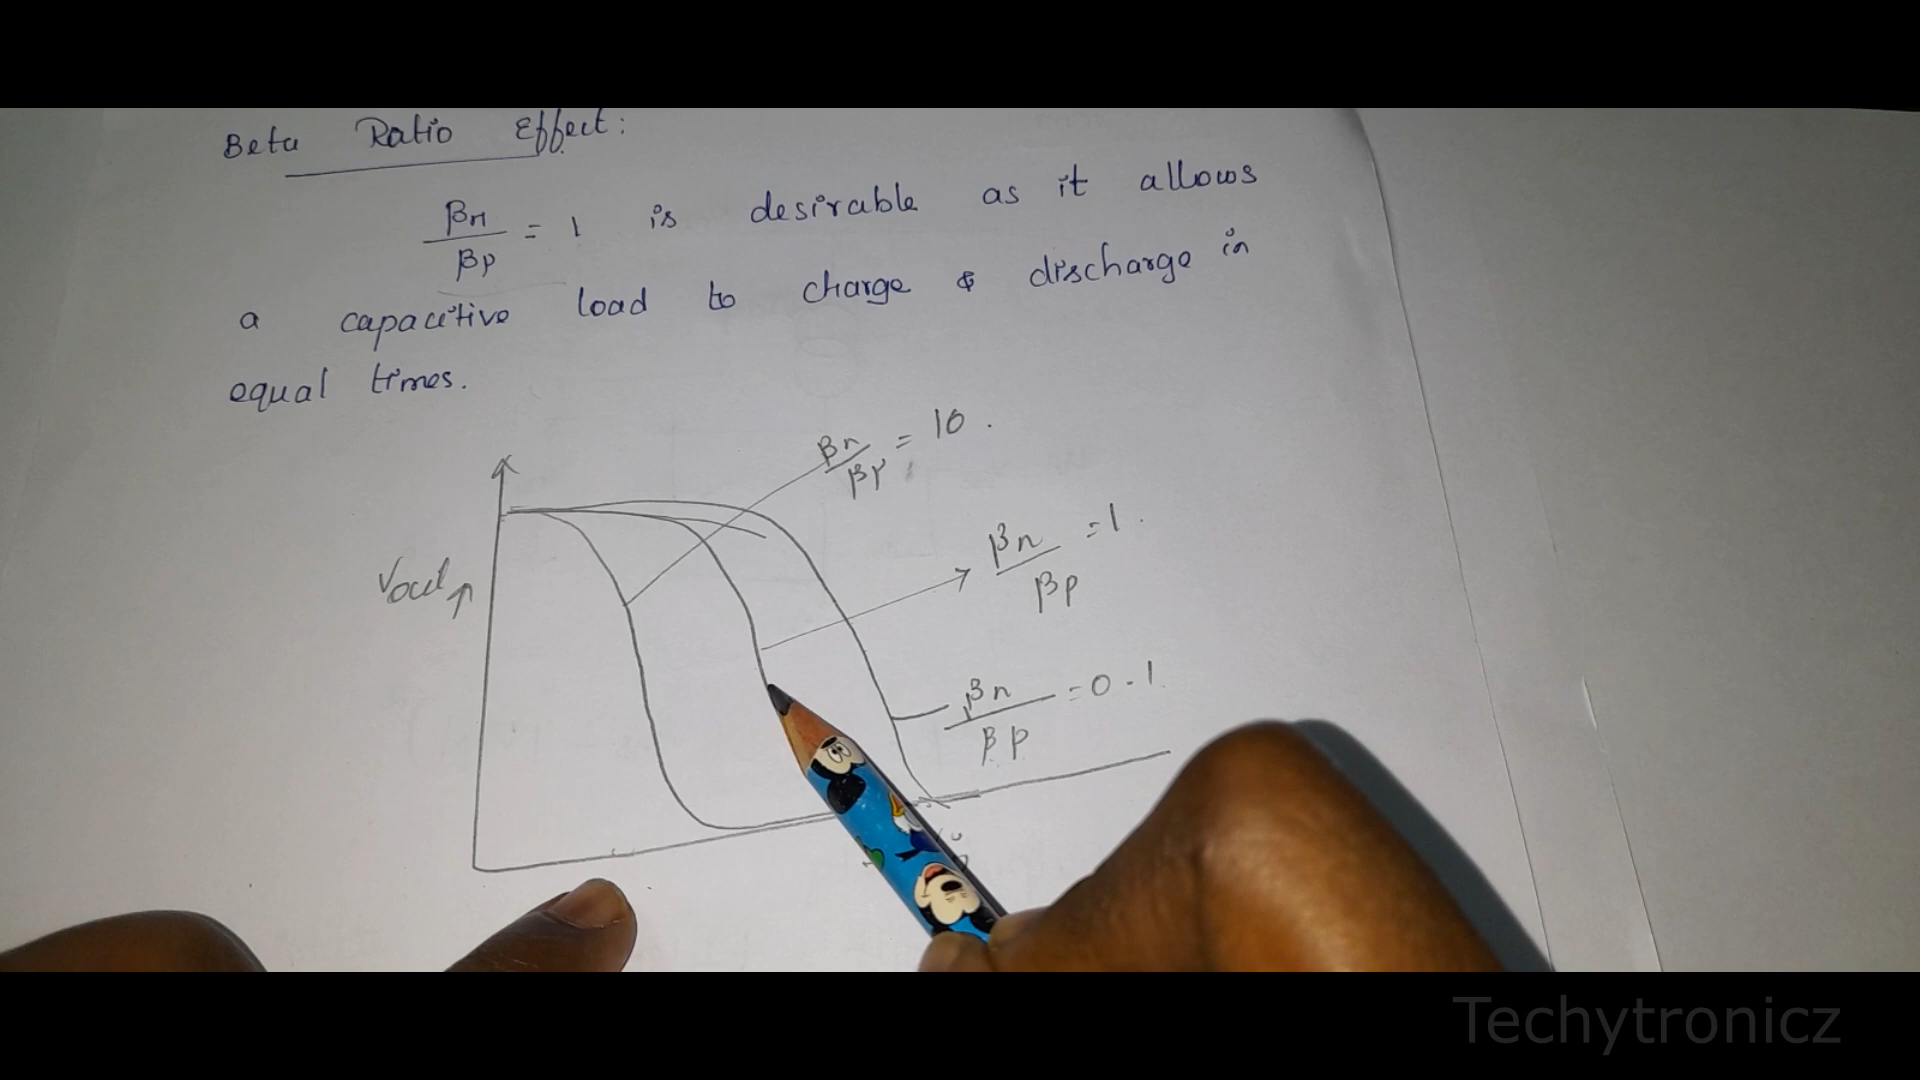 Beta Ratio Effect:
βn/βp = 1 is desirable as it allows
a capacitive load to charge & discharge in
equal times.
βn/βp = 10.
βn/βp = 1.
Vout↑
βn/βp = 0.1
Techytronicz